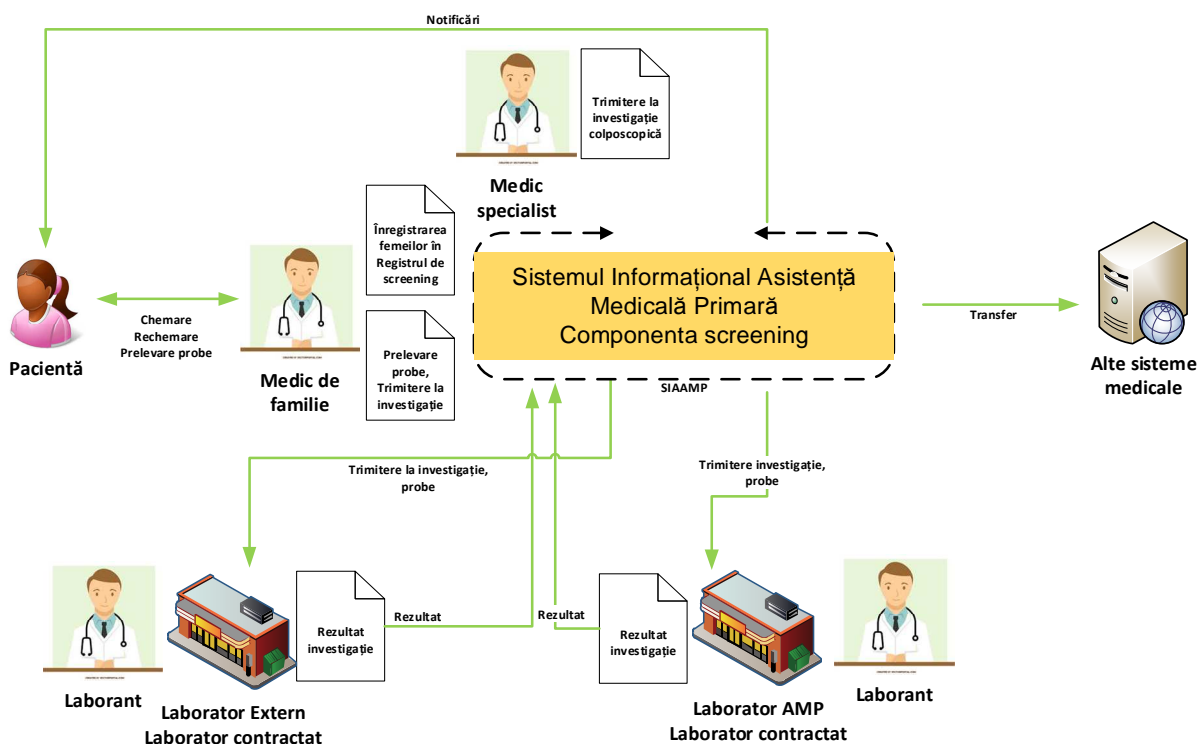 Notificări
Trimitere la
investigație
colposcopică
Medic
specialist
Înregistrarea
femeilor în
Registrul de
screening
Sistemul Informațional Asistență
Medicală Primară
Componenta screening
SIAAMP
Pacientă
Chemare
Rechemare
Prelevare probe
Medic de
familie
Prelevare
probe,
Trimitere la
investigație
Transfer
Alte sisteme
medicale
Trimitere la investigație,
probe
Trimitere investigație,
probe
Laborant
Rezultat
investigație
Rezultat
Laborator Extern
Laborator contractat
Rezultat
Rezultat
investigație
Laborator AMP
Laborator contractat
Laborant